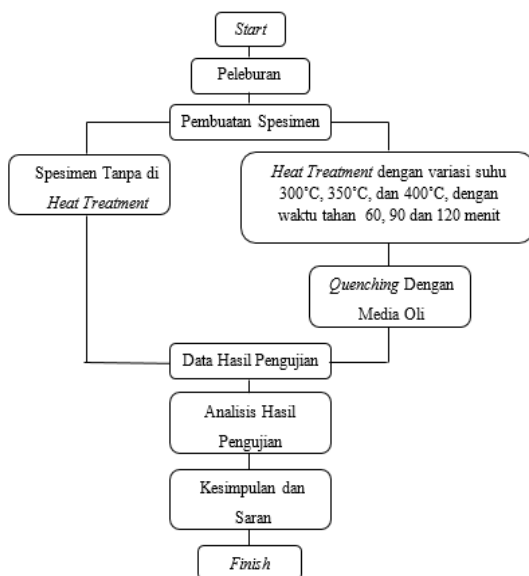 Start
Peleburan
Pembuatan Spesimen
Spesimen Tanpa di
Heat Treatment
Heat Treatment dengan variasi suhu
300°C, 350°C, dan 400°C, dengan
waktu tahan 60, 90 dan 120 menit
Quenching Dengan
Media Oli
Data Hasil Pengujian
Analisis Hasil
Pengujian
Kesimpulan dan
Saran
Finish